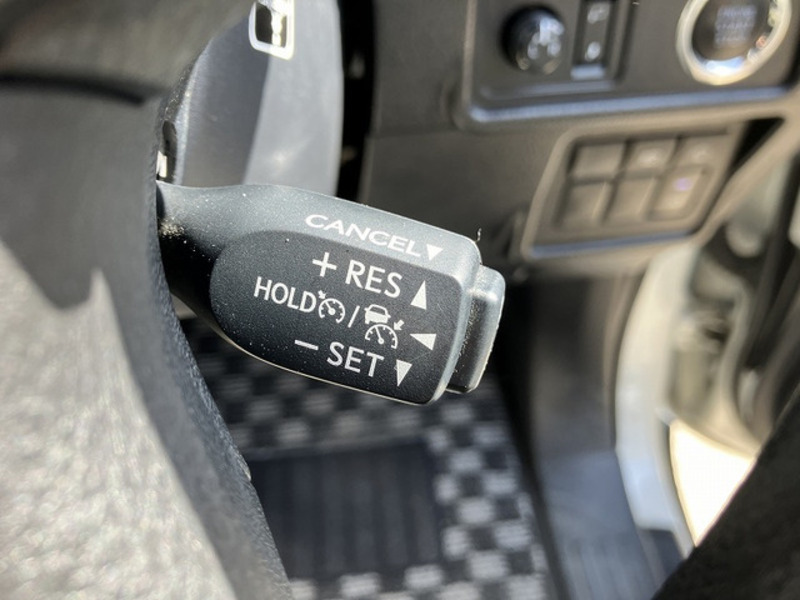 CANCEL▼
+ RES▲
HOLD /
− SET▼